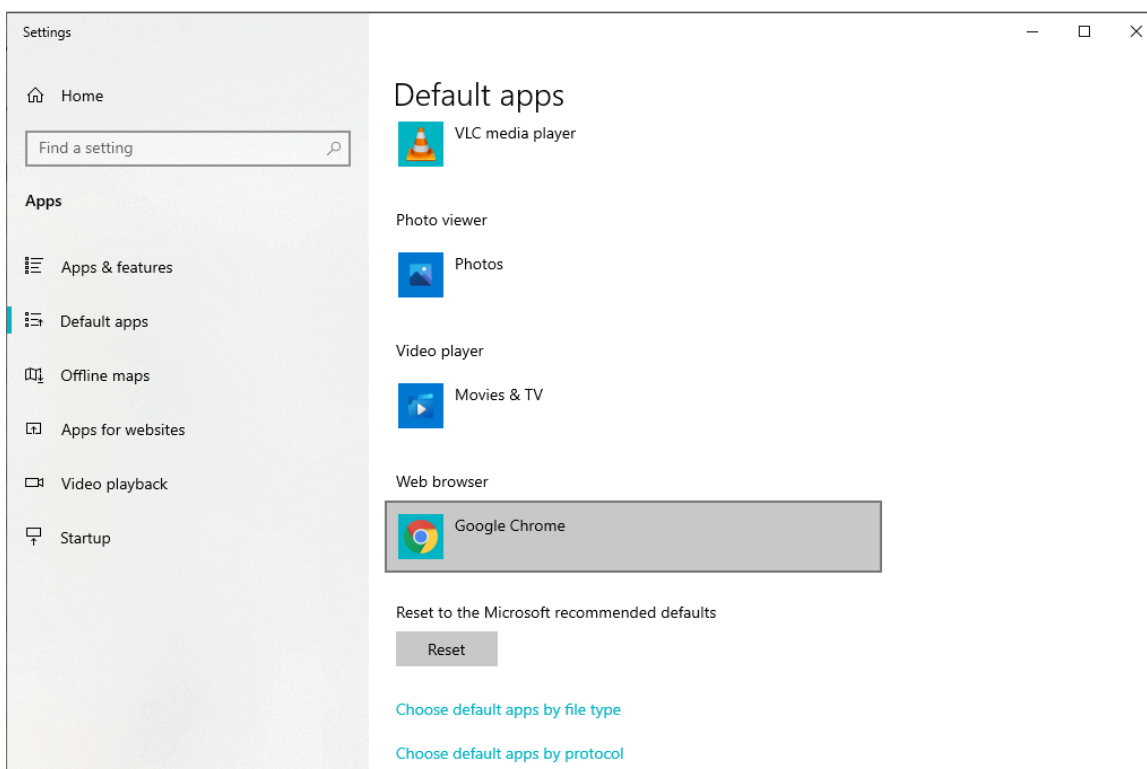 Settings
Home
Find a setting
Apps
Apps & features
Default apps
Offline maps
Apps for websites
Video playback
Startup
Default apps
VLC media player
Photo viewer
Photos
Video player
Movies & TV
Web browser
Google Chrome
Reset to the Microsoft recommended defaults
Reset
Choose default apps by file type
Choose default apps by protocol